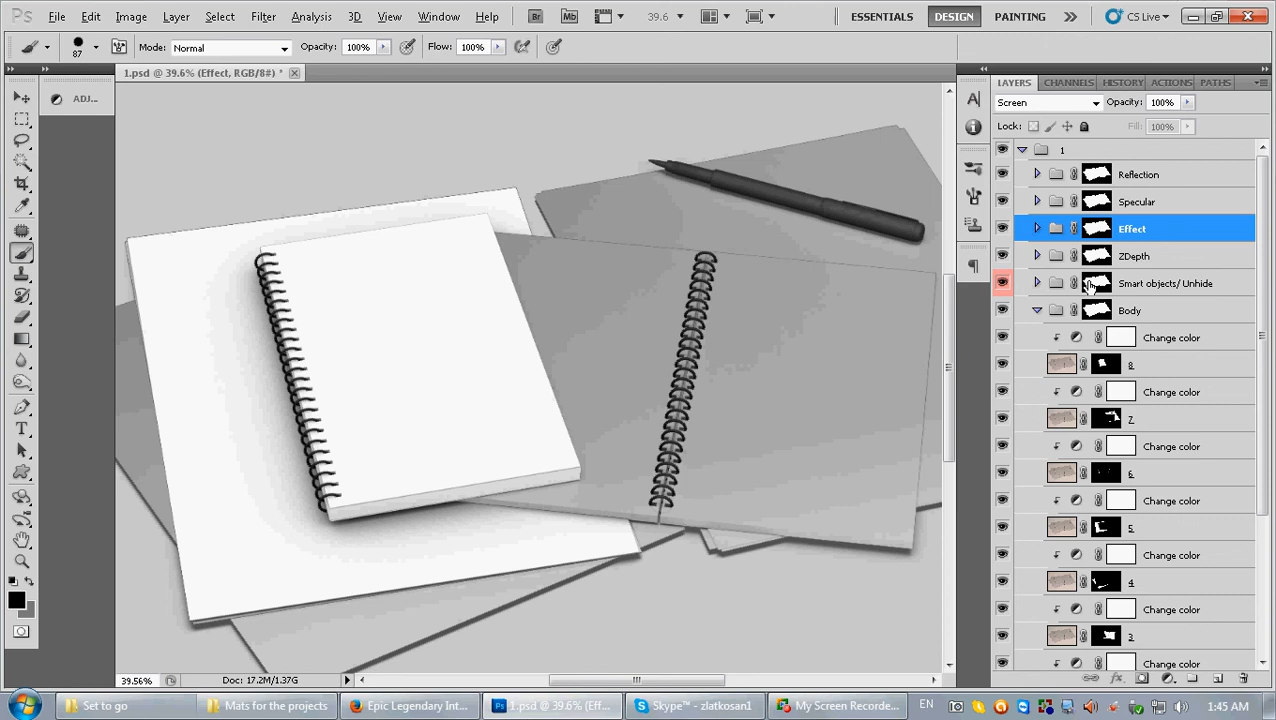 Ps File Edit Image Layer Select Filter Analysis 3D View Window Help Br Mb 39.6 ESSENTIALS DESIGN PAINTING CS Live
87 Mode: Normal Opacity: 100% Flow: 100%
1.psd @ 39.6% (Effect, RGB/8#) *
ADJ...
LAYERS CHANNELS HISTORY ACTIONS PATHS
Screen Opacity: 100%
Lock: Fill: 100%
1
Reflection
Specular
Effect
ZDepth
Smart objects/ Unhide
Body
Change color
8
Change color
7
Change color
6
Change color
5
Change color
4
Change color
3
Change color
39.56% Doc: 17.2M/1.37G
Set to go Mats for the projects Epic Legendary Int... 1.psd @ 39.6% (Eff... Skype™ - zlatkosan1 My Screen Recorde... EN 1:45 AM